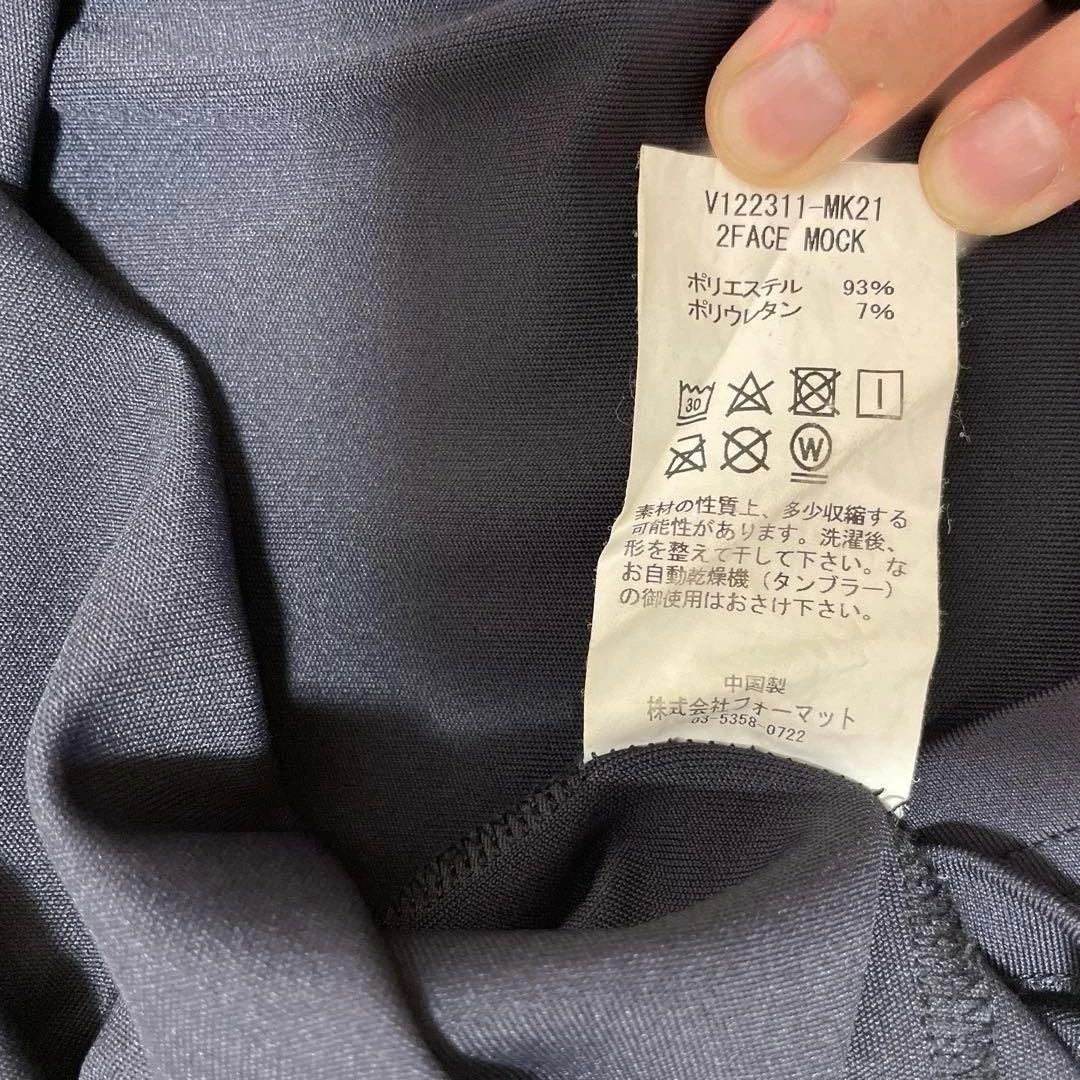 V122311-MK21
2FACE MOCK
ポリエステル 93%
ポリウレタン 7%
30
W
素材の性質上、多少収縮する
可能性があります。洗濯後、
形を整えて干して下さい。な
お自動乾燥機（タンブラー）
の御使用はおさけ下さい。
中国製
株式会社フォーマット
03-5358-0722